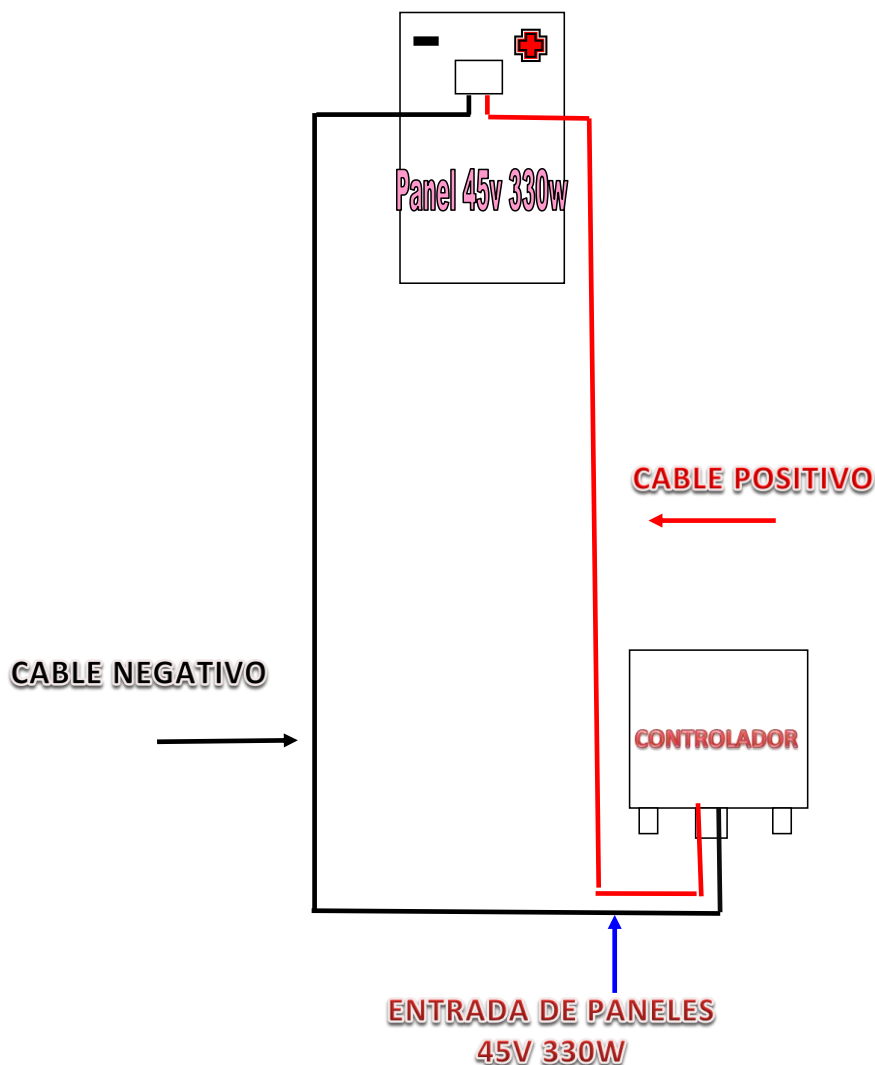 Panel 45v 330w
CABLE POSITIVO
CABLE NEGATIVO
CONTROLADOR
ENTRADA DE PANELES
45V 330W